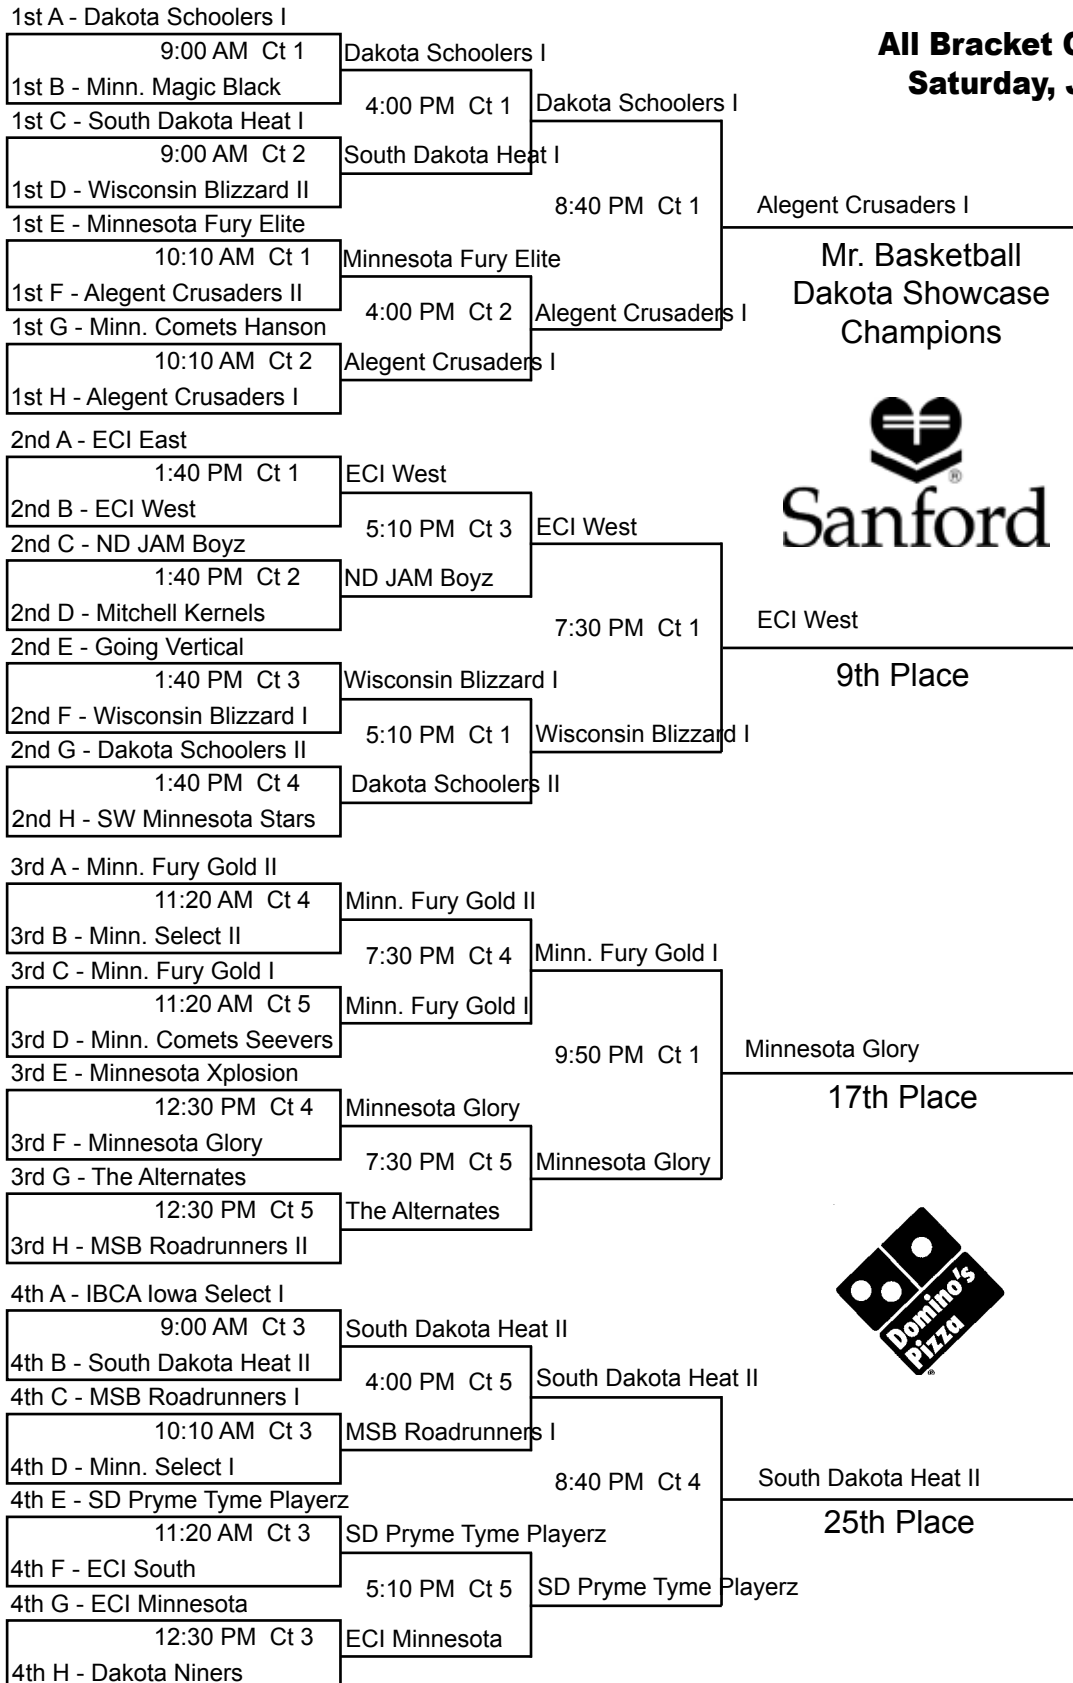 1st A - Dakota Schoolers I
9:00 AM  Ct 1
Dakota Schoolers I
All Bracket
1st B - Minn. Magic Black
Saturday,
4:00 PM  Ct 1
Dakota Schoolers I
1st C - South Dakota Heat I
9:00 AM  Ct 2
South Dakota Heat I
1st D - Wisconsin Blizzard II
8:40 PM  Ct 1
Alegent Crusaders I
1st E - Minnesota Fury Elite
10:10 AM  Ct 1
Minnesota Fury Elite
Mr. Basketball
Dakota Showcase
Champions
1st F - Alegent Crusaders II
4:00 PM  Ct 2
Alegent Crusaders I
1st G - Minn. Comets Hanson
10:10 AM  Ct 2
Alegent Crusaders I
1st H - Alegent Crusaders I
2nd A - ECI East
1:40 PM  Ct 1
ECI West
®
Sanford
2nd B - ECI West
5:10 PM  Ct 3
ECI West
2nd C - ND JAM Boyz
1:40 PM  Ct 2
ND JAM Boyz
2nd D - Mitchell Kernels
7:30 PM  Ct 1
ECI West
9th Place
2nd E - Going Vertical
1:40 PM  Ct 3
Wisconsin Blizzard I
2nd F - Wisconsin Blizzard I
5:10 PM  Ct 1
Wisconsin Blizzard I
2nd G - Dakota Schoolers II
1:40 PM  Ct 4
Dakota Schoolers II
2nd H - SW Minnesota Stars
3rd A - Minn. Fury Gold II
11:20 AM  Ct 4
Minn. Fury Gold II
3rd B - Minn. Select II
7:30 PM  Ct 4
Minn. Fury Gold I
3rd C - Minn. Fury Gold I
11:20 AM  Ct 5
Minn. Fury Gold I
3rd D - Minn. Comets Seevers
9:50 PM  Ct 1
Minnesota Glory
17th Place
3rd E - Minnesota Xplosion
12:30 PM  Ct 4
Minnesota Glory
3rd F - Minnesota Glory
7:30 PM  Ct 5
Minnesota Glory
3rd G - The Alternates
12:30 PM  Ct 5
The Alternates
3rd H - MSB Roadrunners II
Domino's
Pizza
®
4th A - IBCA Iowa Select I
9:00 AM  Ct 3
South Dakota Heat II
4th B - South Dakota Heat II
4:00 PM  Ct 5
South Dakota Heat II
4th C - MSB Roadrunners I
10:10 AM  Ct 3
MSB Roadrunners I
4th D - Minn. Select I
8:40 PM  Ct 4
South Dakota Heat II
25th Place
4th E - SD Pryme Tyme Playerz
11:20 AM  Ct 3
SD Pryme Tyme Playerz
4th F - ECI South
5:10 PM  Ct 5
SD Pryme Tyme Playerz
4th G - ECI Minnesota
12:30 PM  Ct 3
ECI Minnesota
4th H - Dakota Niners